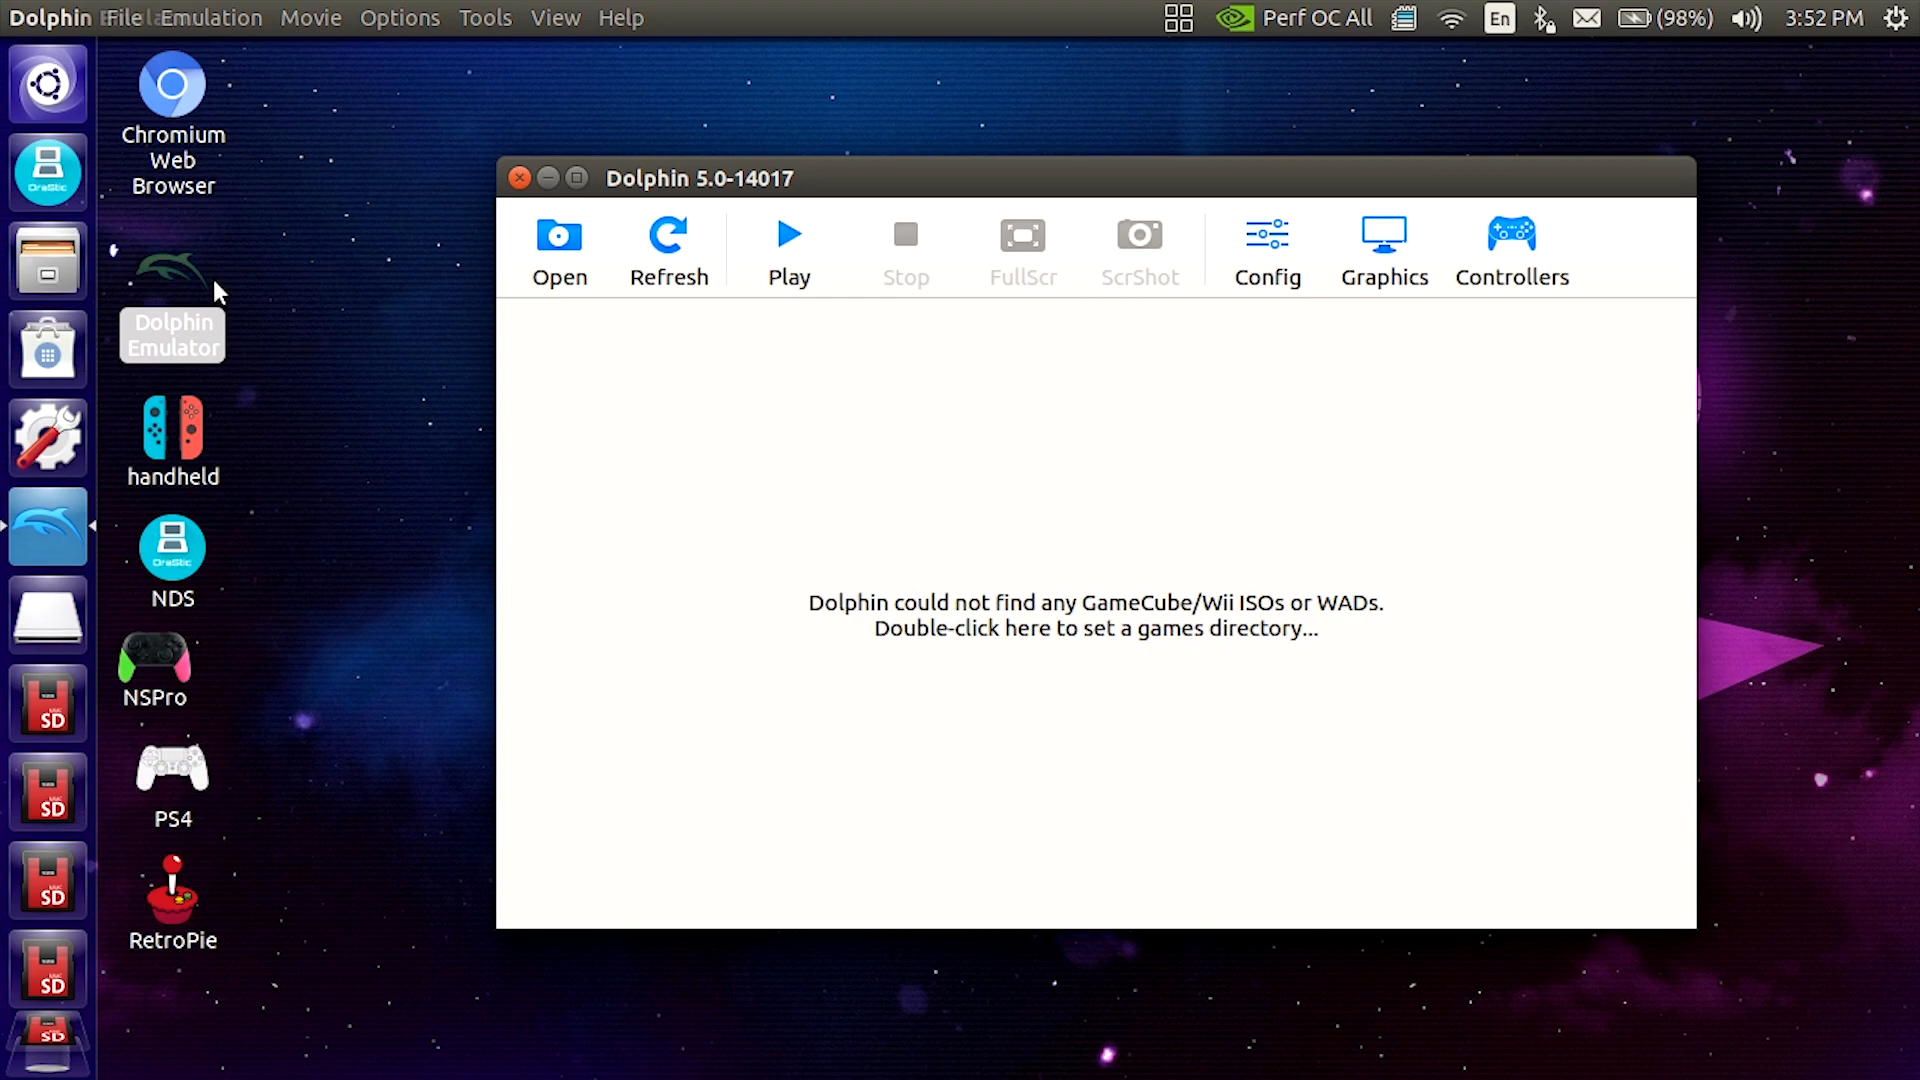 Dolphin File Emulation Movie Options Tools View Help
Perf OC All En (98%) 3:52 PM
Chromium
Web
Browser
DraStic
Dolphin
Emulator
handheld
DraStic
NDS
NSPro
PS4
RetroPie
SD
SD
SD
SD
SD
Dolphin 5.0-14017
Open Refresh Play Stop FullScr ScrShot Config Graphics Controllers
Dolphin could not find any GameCube/Wii ISOs or WADs.
Double-click here to set a games directory...